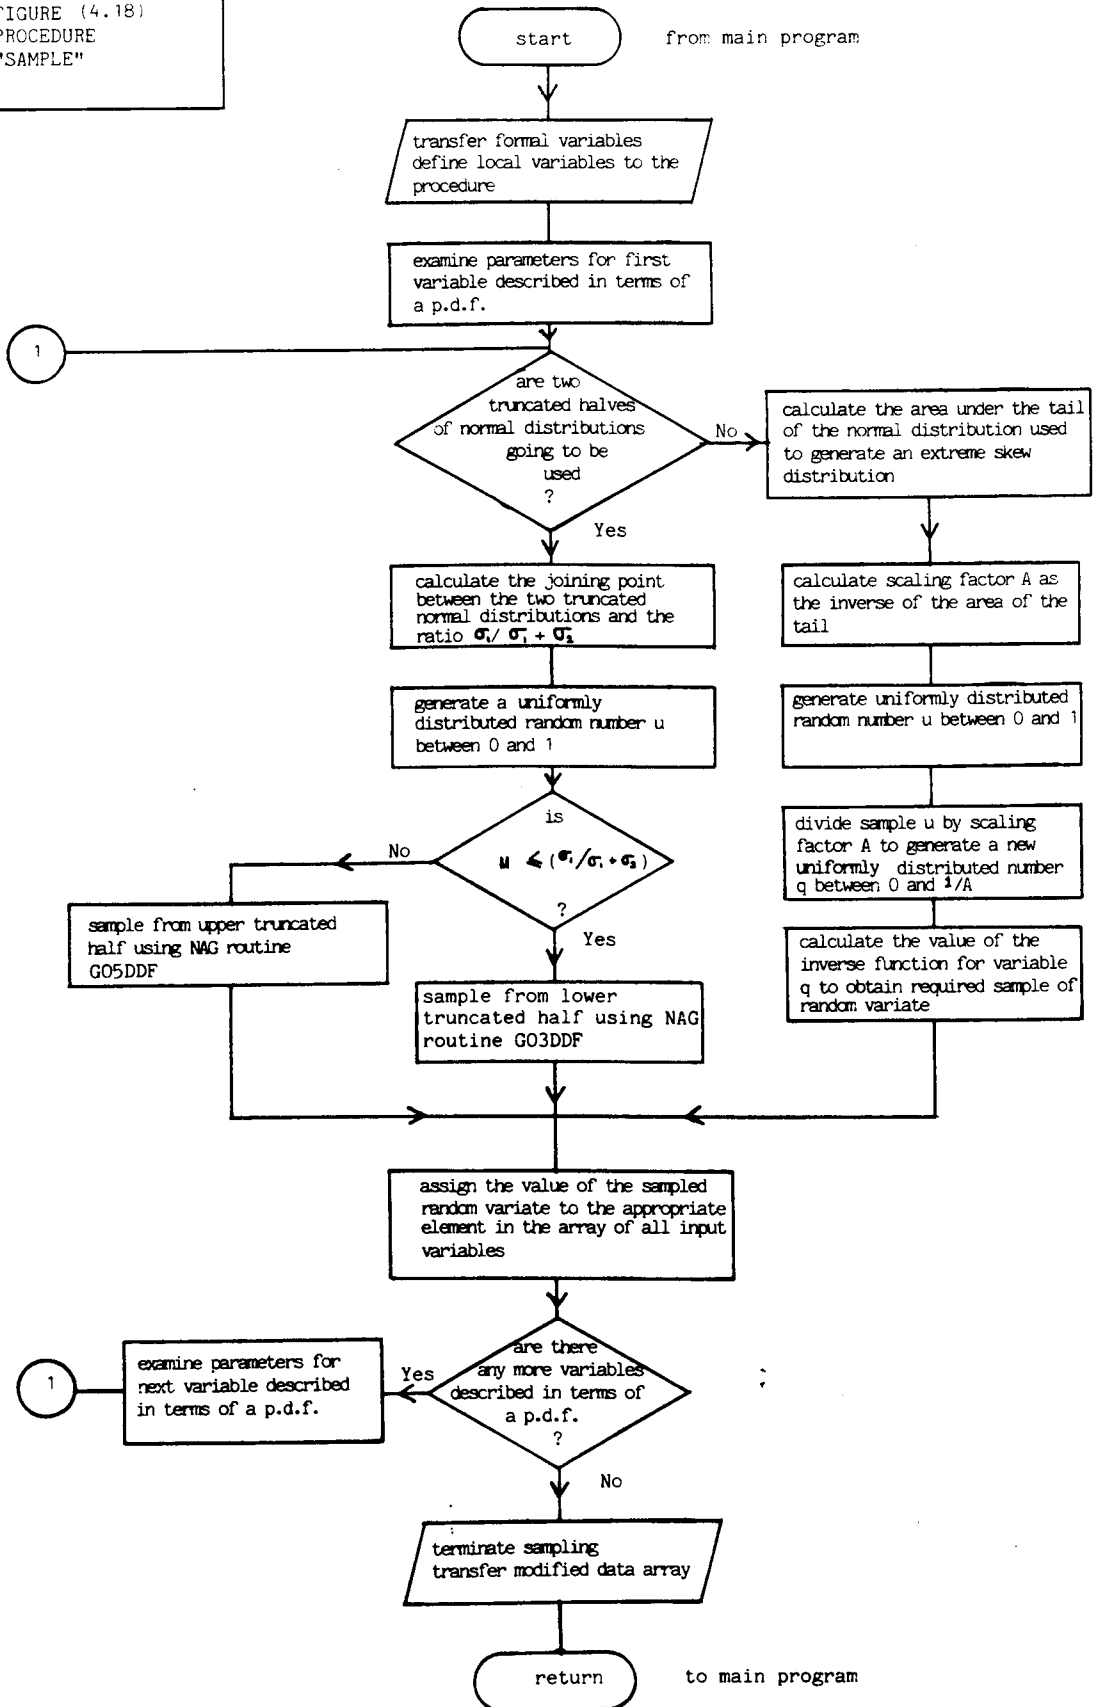 FIGURE (4.18)
PROCEDURE
"SAMPLE"
start
from main program
transfer formal variables
define local variables to the
procedure
examine parameters for first
variable described in terms of
a p.d.f.
1
are two
truncated halves
of normal distributions
going to be
used
?
No
Yes
calculate the area under the tail
of the normal distribution used
to generate an extreme skew
distribution
calculate the joining point
between the two truncated
normal distributions and the
ratio σ₁/ σ₁ + σ₂
calculate scaling factor A as
the inverse of the area of the
tail
generate a uniformly
distributed random number u
between 0 and 1
generate uniformly distributed
random number u between 0 and 1
is
u ≤ (σ₁/σ₁ + σ₂)
?
No
Yes
divide sample u by scaling
factor A to generate a new
uniformly distributed number
q between 0 and 1/A
sample from upper truncated
half using NAG routine
G05DDF
sample from lower
truncated half using NAG
routine G03DDF
calculate the value of the
inverse function for variable
q to obtain required sample of
random variate
assign the value of the sampled
random variate to the appropriate
element in the array of all input
variables
are there
any more variables
described in terms of
a p.d.f.
?
Yes
No
examine parameters for
next variable described
in terms of a p.d.f.
1
terminate sampling
transfer modified data array
return
to main program